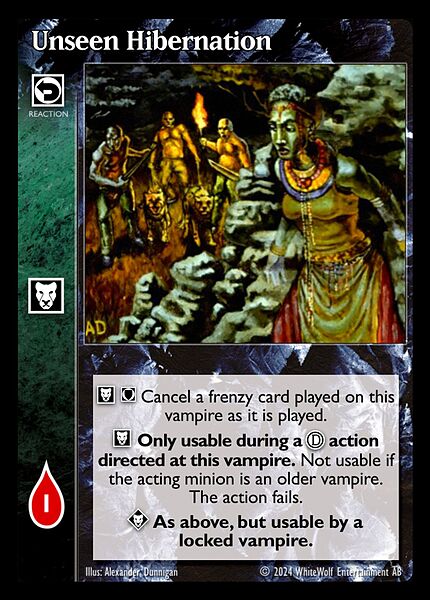 Unseen Hibernation
REACTION
AD
Cancel a frenzy card played on this
vampire as it is played.
Only usable during a Ⓓ action
directed at this vampire. Not usable if
the acting minion is an older vampire.
The action fails.
As above, but usable by a
locked vampire.
1
Illus: Alexander Dunnigan © 2024 WhiteWolf Entertainment AB